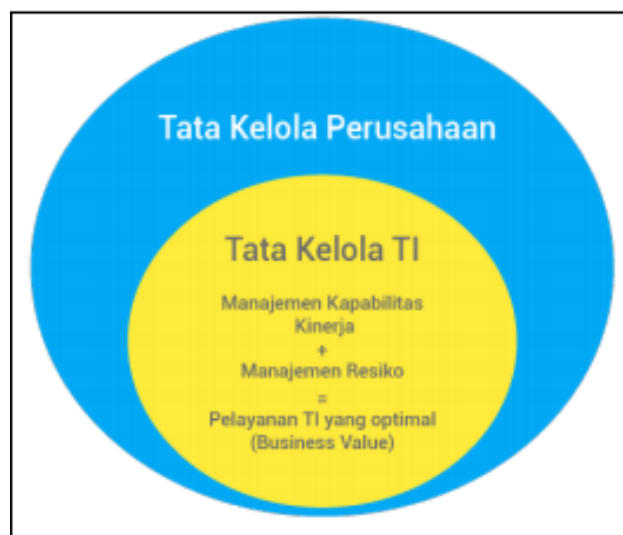 Tata Kelola Perusahaan
Tata Kelola TI
Manajemen Kapabilitas
Kinerja
+
Manajemen Resiko
=
Pelayanan TI yang optimal
(Business Value)